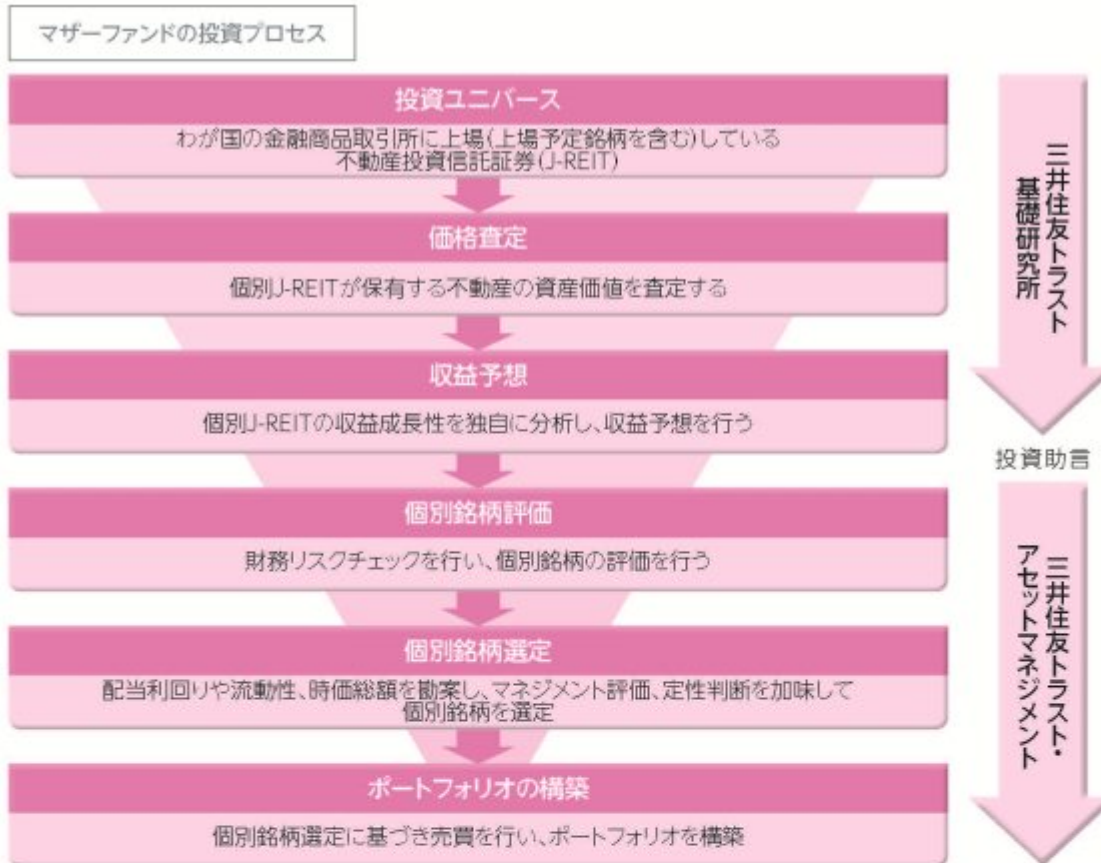 マザーファンドの投資プロセス
投資ユニバース
わが国の金融商品取引所に上場(上場予定銘柄を含む)している
不動産投資信託証券(J-REIT)
価格査定
個別J-REITが保有する不動産の資産価値を査定する
収益予想
個別J-REITの収益成長性を独自に分析し、収益予想を行う
個別銘柄評価
財務リスクチェックを行い、個別銘柄の評価を行う
個別銘柄選定
配当利回りや流動性、時価総額を勘案し、マネジメント評価、定性判断を加味して
個別銘柄を選定
ポートフォリオの構築
個別銘柄選定に基づき売買を行い、ポートフォリオを構築
三井住友トラスト
基礎研究所
投資助言
三井住友トラスト・
アセットマネジメント